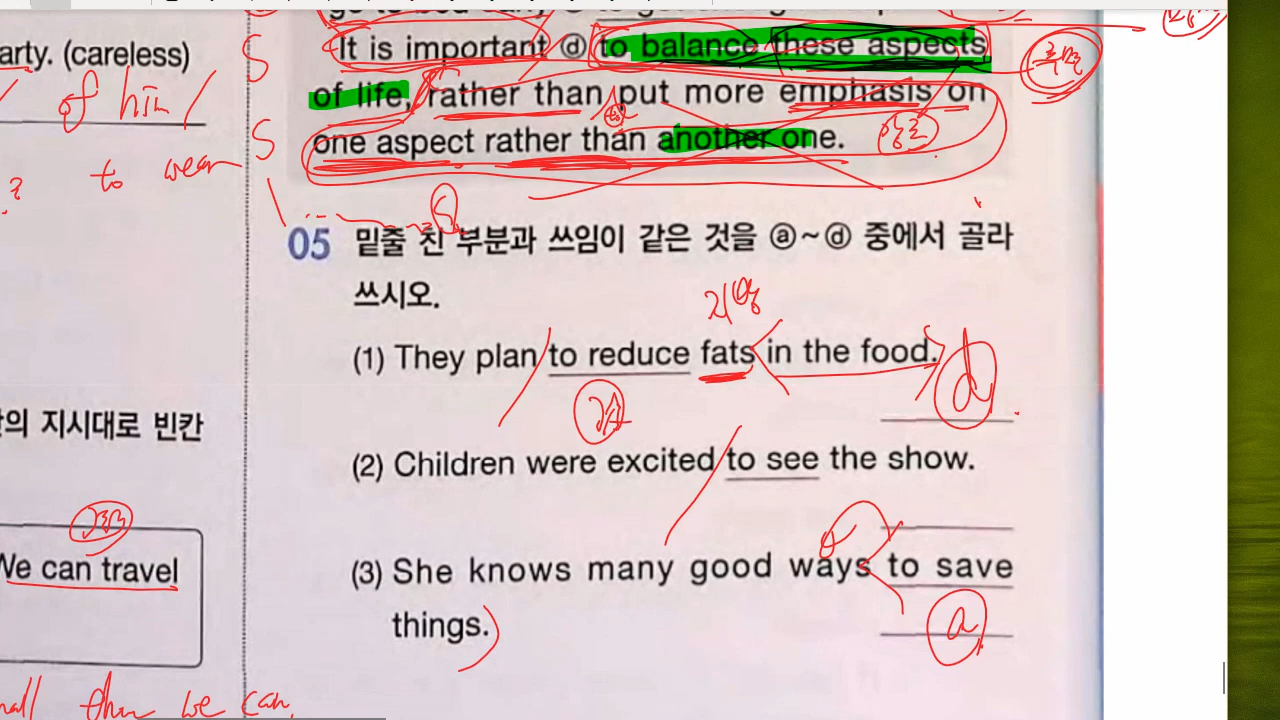 arty. (careless)
of him /
to wear
의 지시대로 빈칸
We can travel
than we can.
It is important ⓓ to balance these aspects
of life, rather than put more emphasis on
to
one aspect rather than another one.
S
S
05 밑줄 친 부분과 쓰임이 같은 것을 ⓐ~ⓓ 중에서 골라
쓰시오.
(1) They plan to reduce fats in the food.
d
(2) Children were excited to see the show.
(3) She knows many good ways to save
things.
a